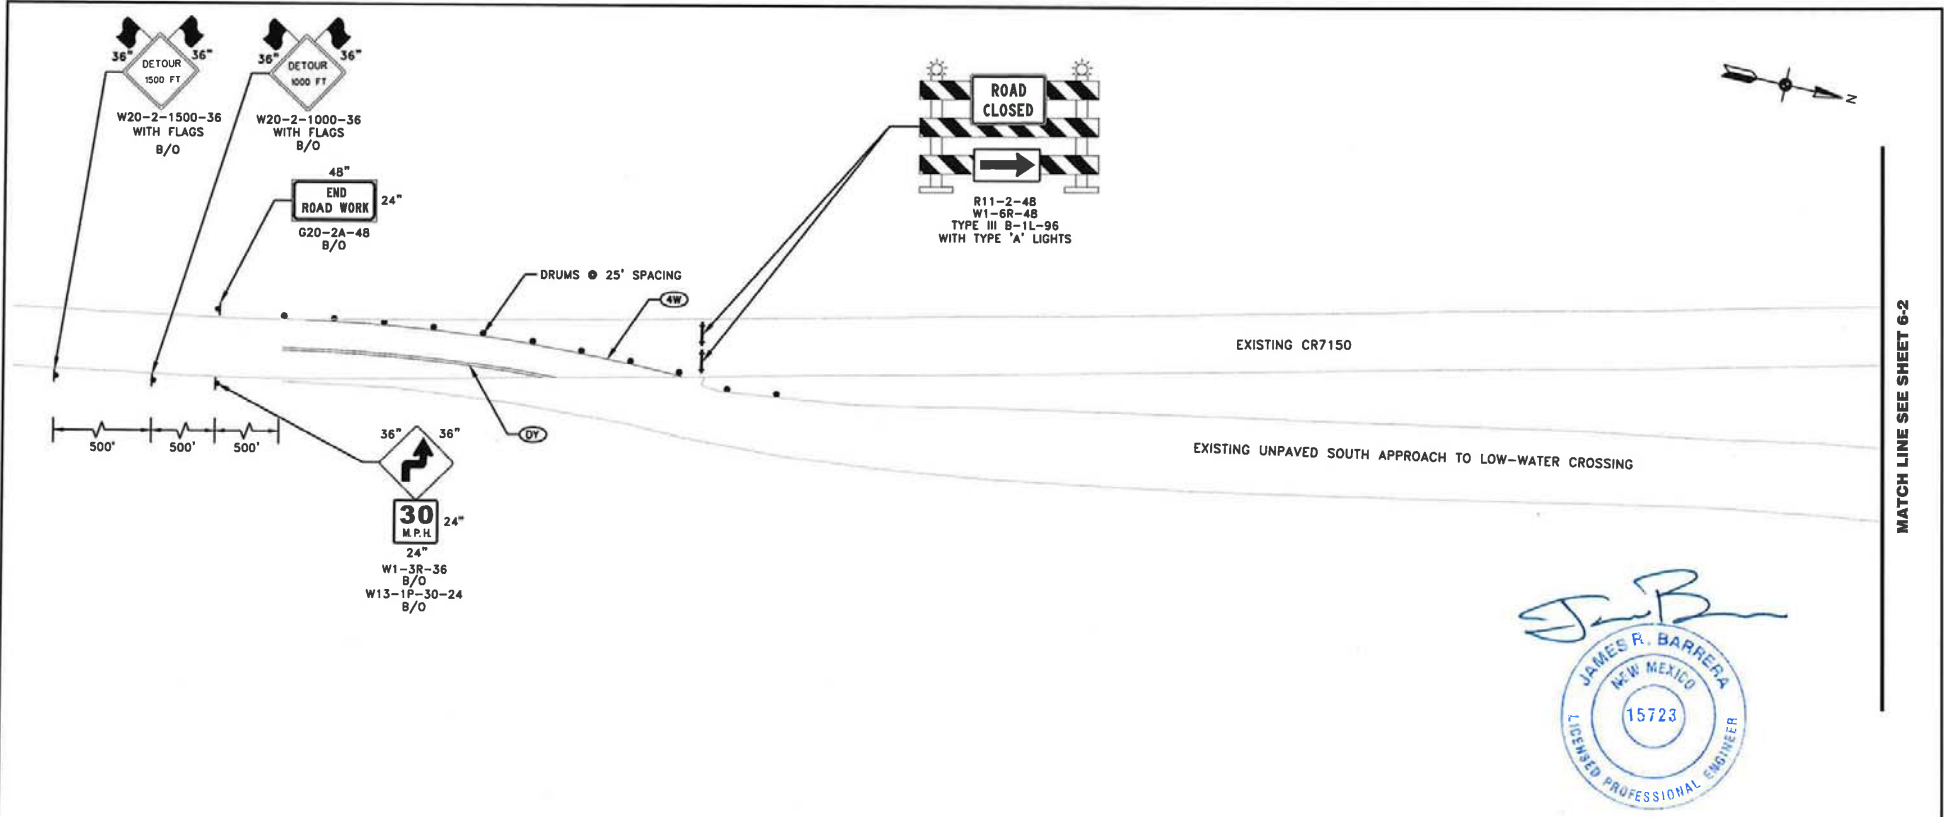 36" 36"
DETOUR
1500 FT
W20-2-1500-36
WITH FLAGS
B/O
36" 36"
DETOUR
1000 FT
W20-2-1000-36
WITH FLAGS
B/O
48"
END
ROAD WORK
24"
G20-2A-48
B/O
ROAD
CLOSED
R11-2-48
W1-6R-48
TYPE III B-1L-96
WITH TYPE 'A' LIGHTS
N
DRUMS @ 25' SPACING
4W
EXISTING CR7150
DY
500' 500' 500'
EXISTING UNPAVED SOUTH APPROACH TO LOW-WATER CROSSING
36" 36"
30
M.P.H.
24"
24"
W1-3R-36
B/O
W13-1P-30-24
B/O
MATCH LINE SEE SHEET 6-2
JAMES R. BARRERA
NEW MEXICO
15723
LICENSED PROFESSIONAL ENGINEER